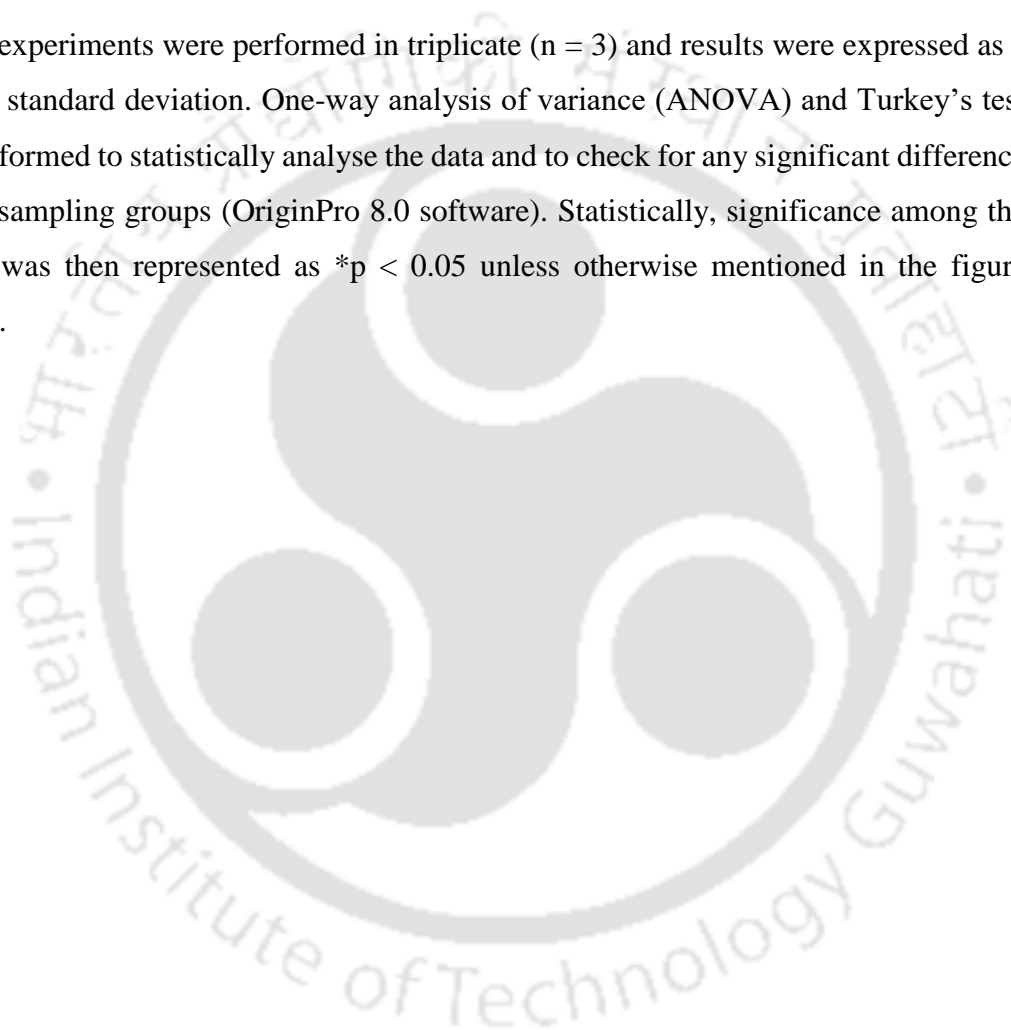 experiments were performed in triplicate (n = 3) and results were expressed as
standard deviation. One-way analysis of variance (ANOVA) and Turkey’s tes
formed to statistically analyse the data and to check for any significant differenc
sampling groups (OriginPro 8.0 software). Statistically, significance among th
was then represented as *p < 0.05 unless otherwise mentioned in the figur
.
Indian Institute of Technology Guwahati